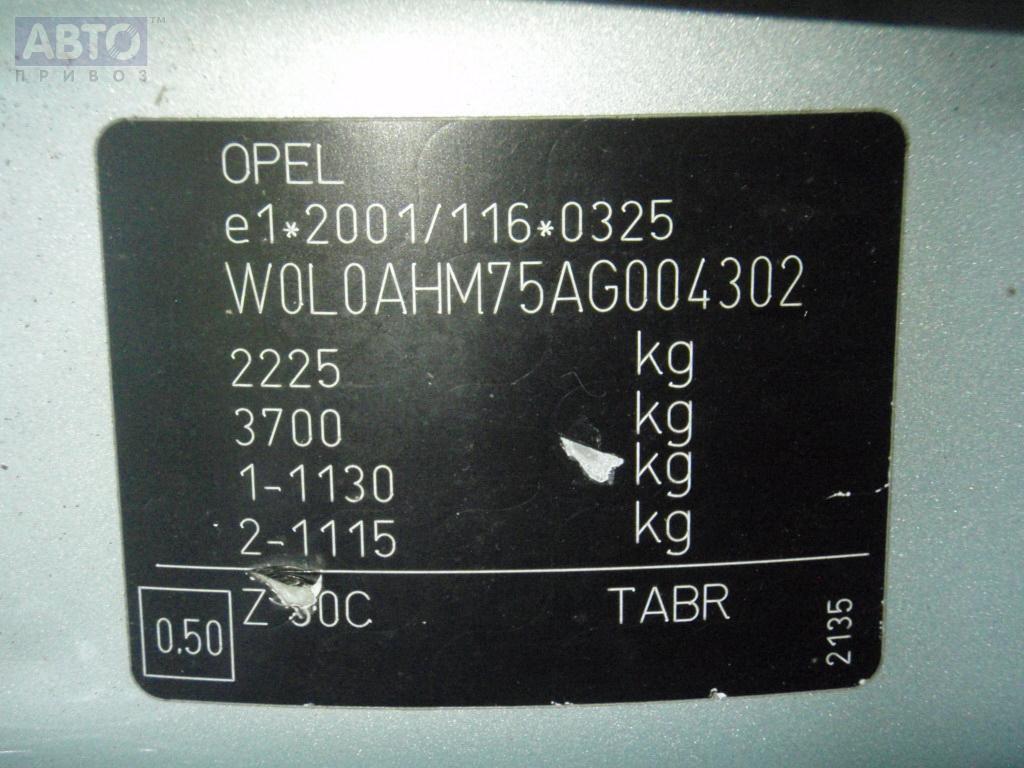 АВТО™
ПРИВОЗ
OPEL
e1*2001/116*0325
W0L0AHM75AG004302
2225 kg
3700 kg
1-1130 kg
2-1115 kg
0.50 TABR
2135